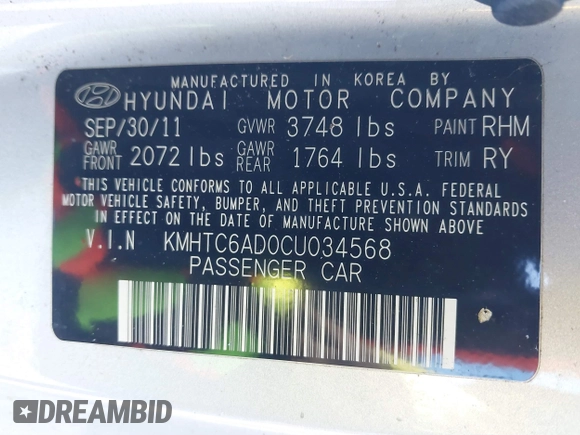 MANUFACTURED IN KOREA BY
HYUNDAI MOTOR COMPANY
SEP/30/11 GVWR 3748 lbs PAINT RHM
GAWR FRONT 2072 lbs GAWR REAR 1764 lbs TRIM RY
THIS VEHICLE CONFORMS TO ALL APPLICABLE U.S.A. FEDERAL
MOTOR VEHICLE SAFETY, BUMPER, AND THEFT PREVENTION STANDARDS
IN EFFECT ON THE DATE OF MANUFACTURE SHOWN ABOVE
V.I.N KMHTC6AD0CU034568
PASSENGER CAR
DREAMBID